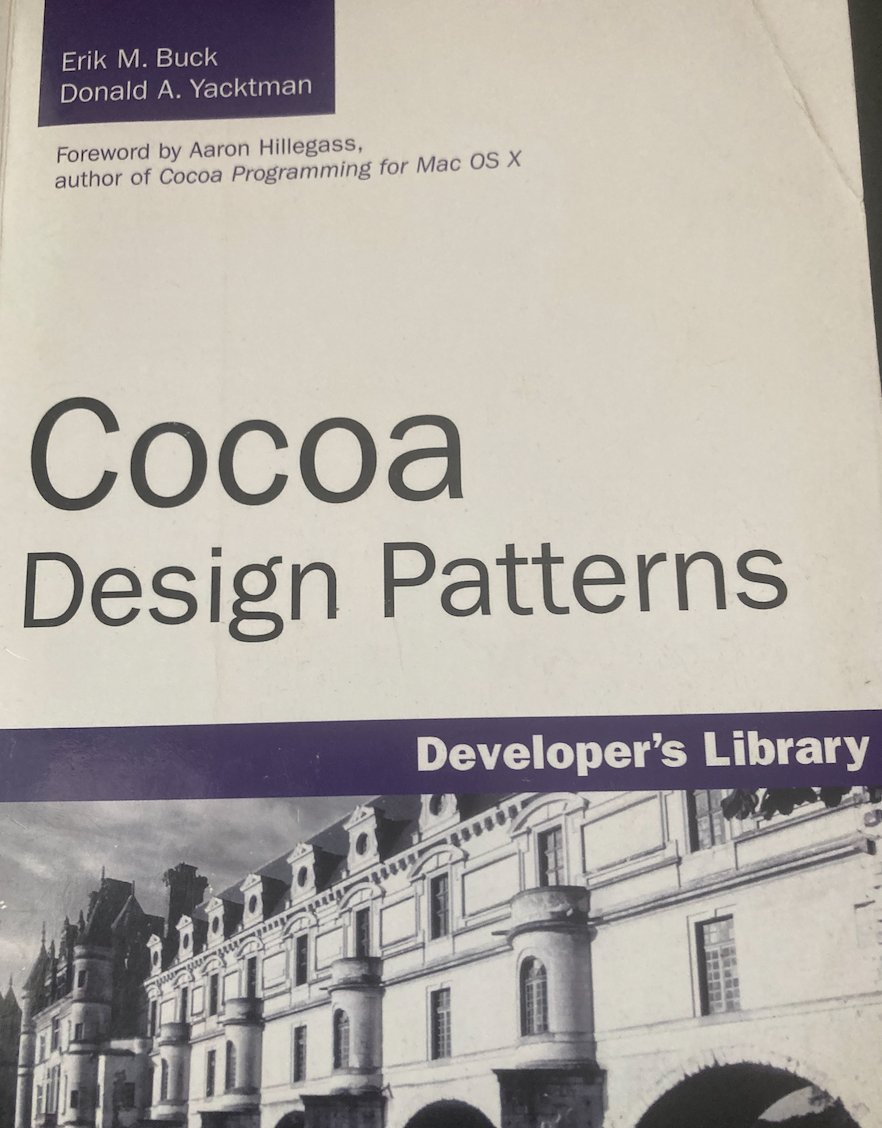 Erik M. Buck
Donald A. Yacktman
Foreword by Aaron Hillegass,
author of Cocoa Programming for Mac OS X
Cocoa
Design Patterns
Developer’s Library